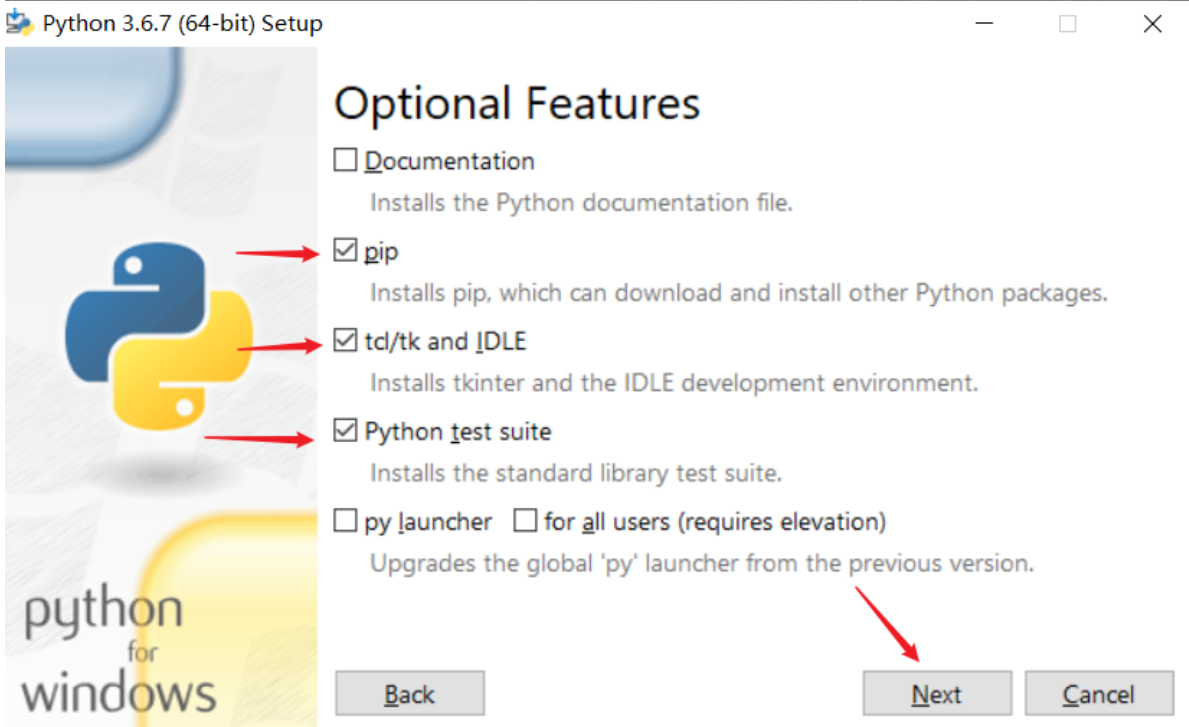 Python 3.6.7 (64-bit) Setup
Optional Features
Documentation
Installs the Python documentation file.
pip
Installs pip, which can download and install other Python packages.
tcl/tk and IDLE
Installs tkinter and the IDLE development environment.
Python test suite
Installs the standard library test suite.
py launcher for all users (requires elevation)
Upgrades the global 'py' launcher from the previous version.
python
for
windows
Back Next Cancel